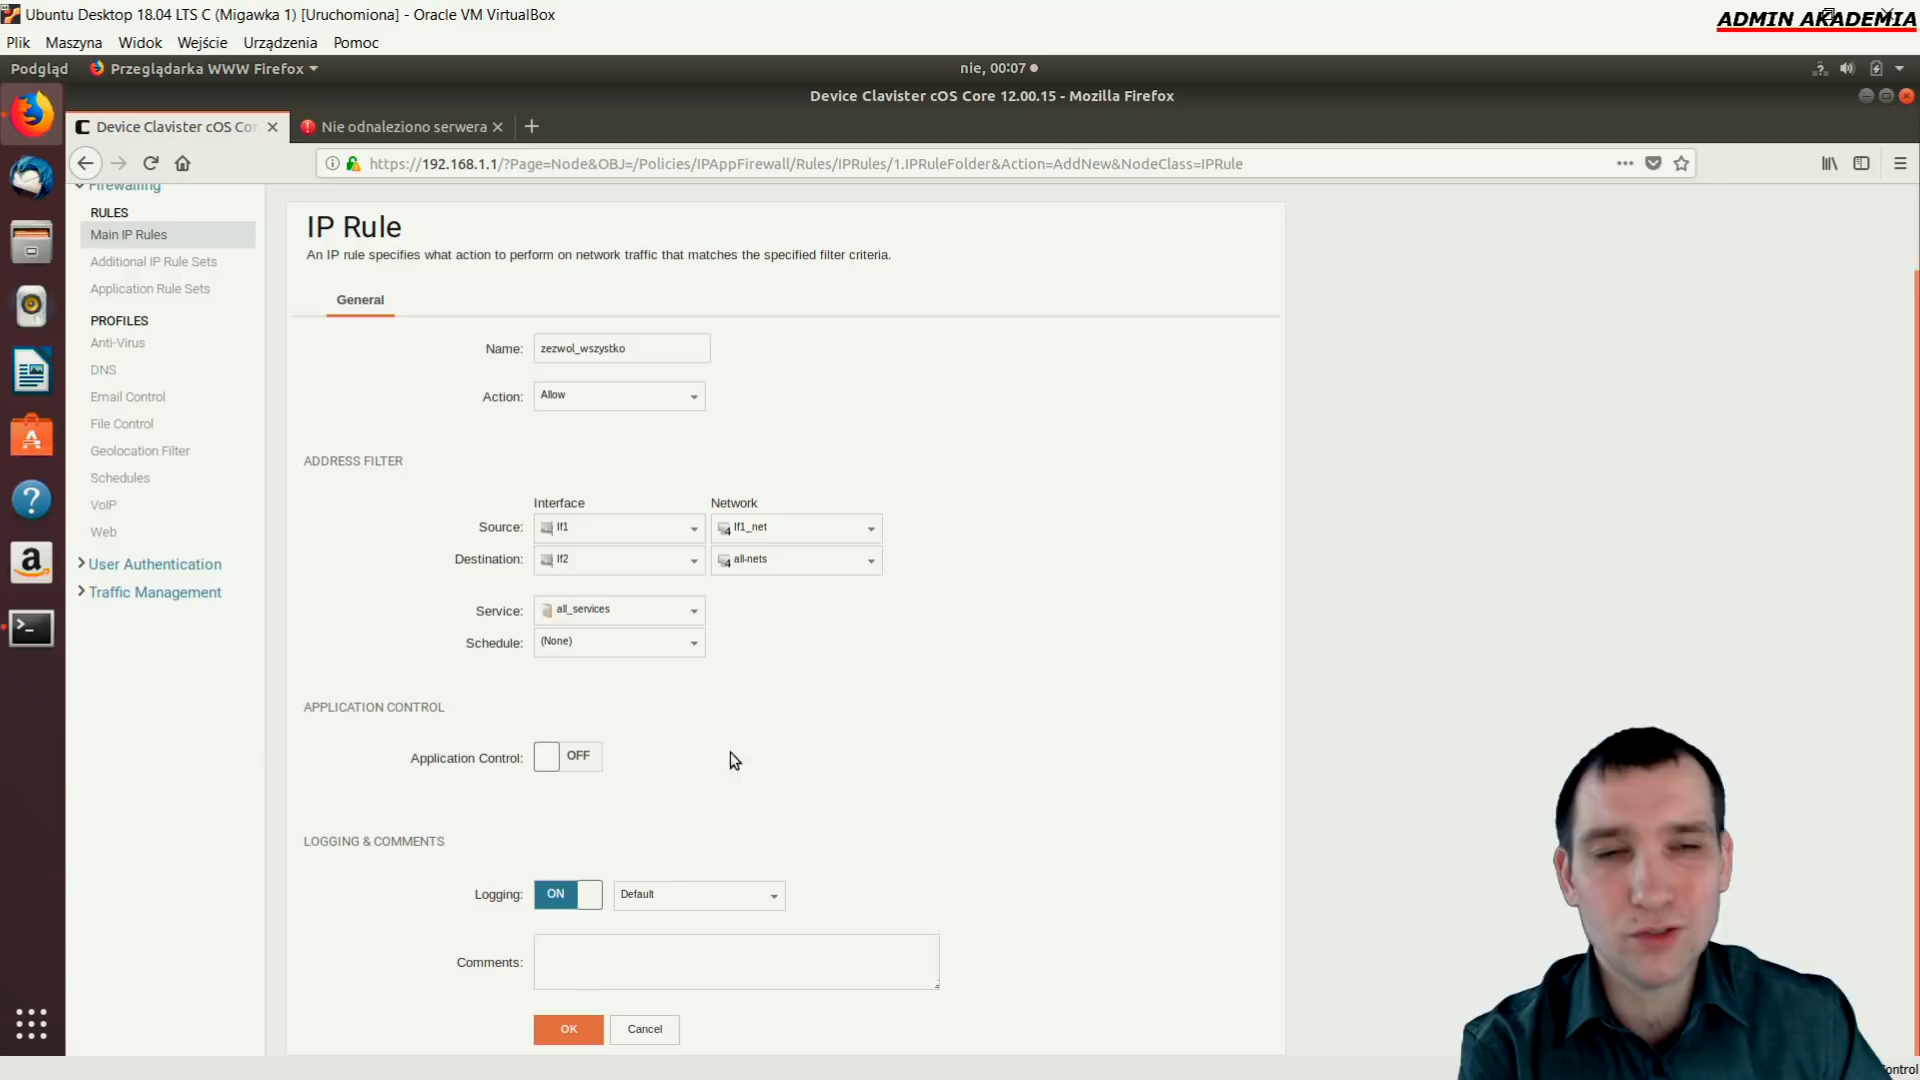 Ubuntu Desktop 18.04 LTS C (Migawka 1) [Uruchomiona] - Oracle VM VirtualBox
ADMIN AKADEMIA
Plik Maszyna Widok Wejście Urządzenia Pomoc
Podgląd Przeglądarka WWW Firefox nie, 00:07
Device Clavister cOS Core 12.00.15 - Mozilla Firefox
Device Clavister cOS Cor Nie odnaleziono serwera
https://192.168.1.1/?Page=Node&OBJ=/Policies/IPAppFirewall/Rules/IPRules/1.IPRuleFolder&Action=AddNew&NodeClass=IPRule
Firewalling
RULES
Main IP Rules
Additional IP Rule Sets
Application Rule Sets
PROFILES
Anti-Virus
DNS
Email Control
File Control
Geolocation Filter
Schedules
VoIP
Web
User Authentication
Traffic Management
IP Rule
An IP rule specifies what action to perform on network traffic that matches the specified filter criteria.
General
Name: zezwol_wszystko
Action: Allow
ADDRESS FILTER
Interface Network
Source: If1 If1_net
Destination: If2 all-nets
Service: all_services
Schedule: (None)
APPLICATION CONTROL
Application Control: OFF
LOGGING & COMMENTS
Logging: ON Default
Comments:
OK Cancel